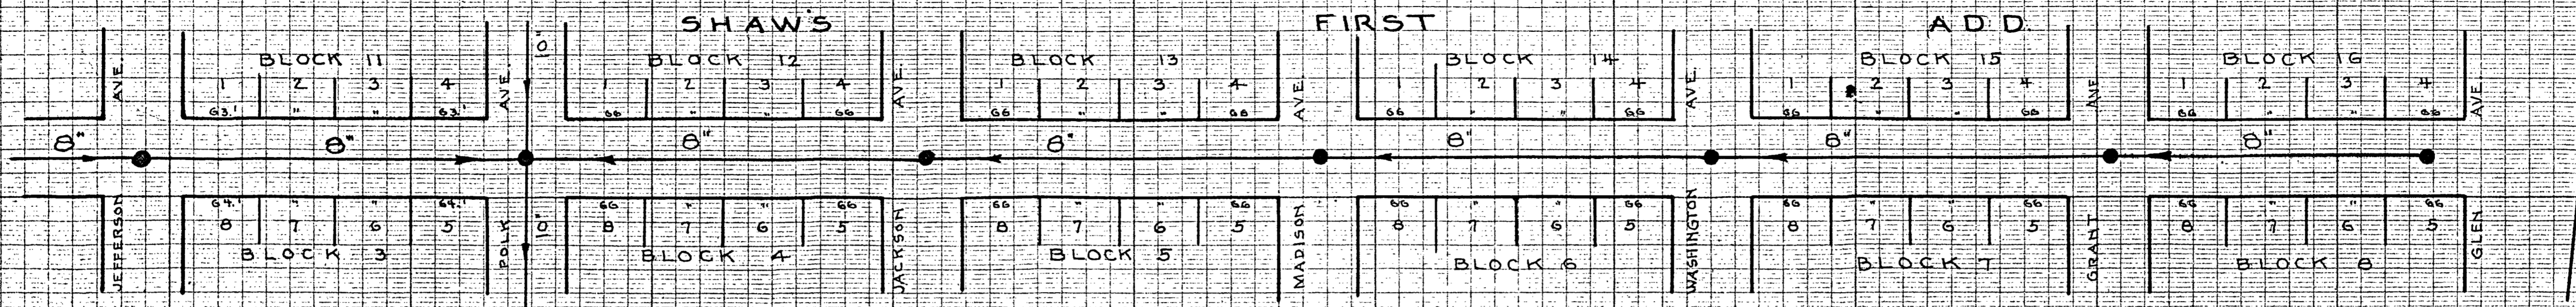 SHAW'S FIRST ADD.
BLOCK 11 BLOCK 12 BLOCK 13 BLOCK 14 BLOCK 15 BLOCK 16
AVE. AVE. 10" AVE. AVE. AVE. AVE AVE.
1 2 3 4 1 2 3 4 1 2 3 4 1 2 3 4 1 2 3 4 1 2 3 4
63.' " " 63.' 66 " " 66 66 " " 66 66 " " 66 66 " " 66 66 " " 66
8" 8" 8" 8" 8" 8" 8"
64.' " " 64.' 66 " " 66 66 " " 66 66 " " 66 66 " " 66 66 " " 66
8 7 6 5 8 7 6 5 8 7 6 5 8 7 6 5 8 7 6 5 8 7 6 5
JEFFERSON POLK 10" JACKSON MADISON WASHINGTON GRANT GLEN
BLOCK 3 BLOCK 4 BLOCK 5 BLOCK 6 BLOCK 7 BLOCK 8